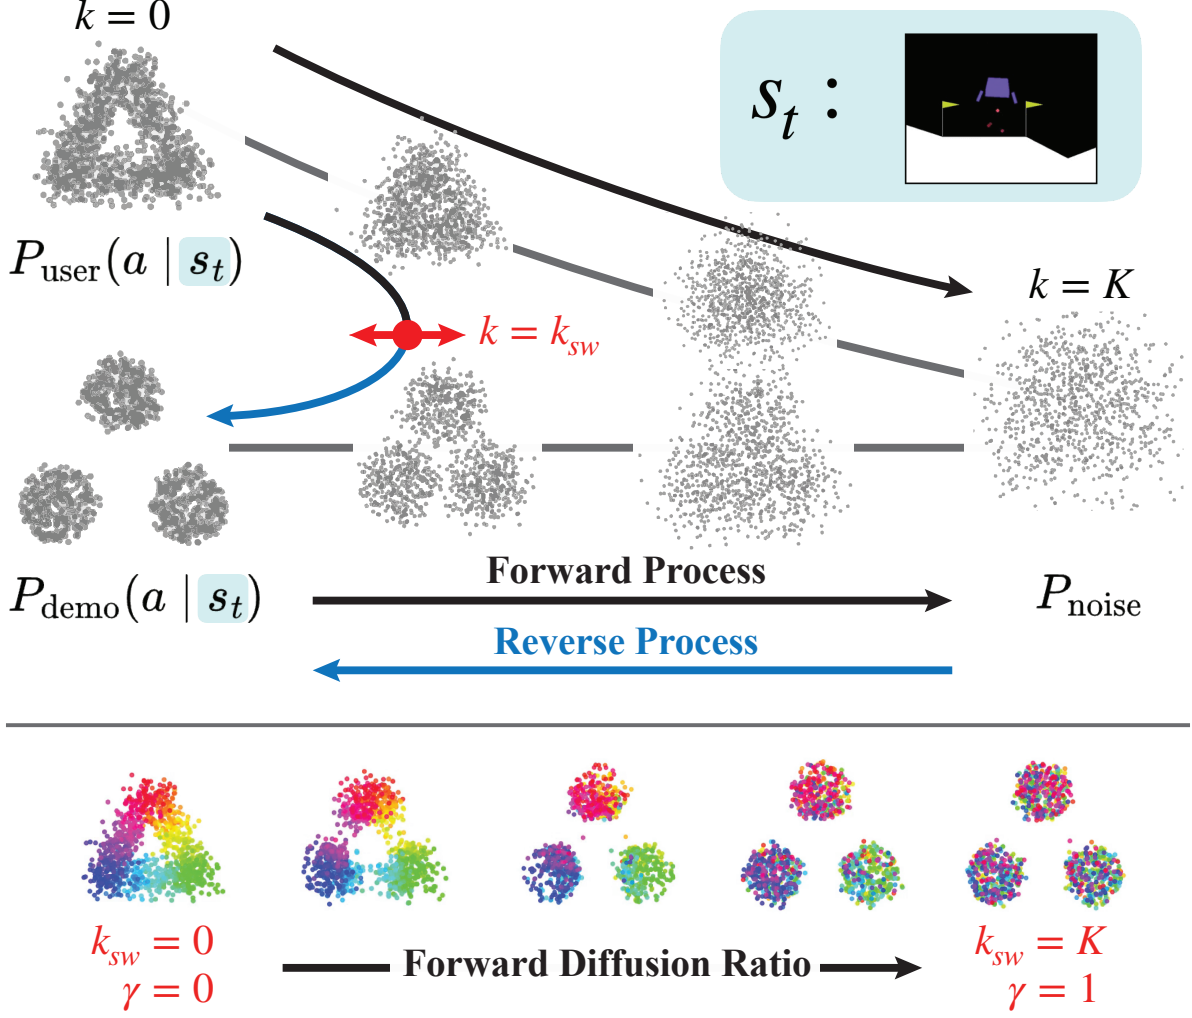 k = 0
s_t :
P_user(a | s_t)
k = K
k = k_sw
P_demo(a | s_t)
Forward Process
P_noise
Reverse Process
k_sw = 0
γ = 0
Forward Diffusion Ratio
k_sw = K
γ = 1